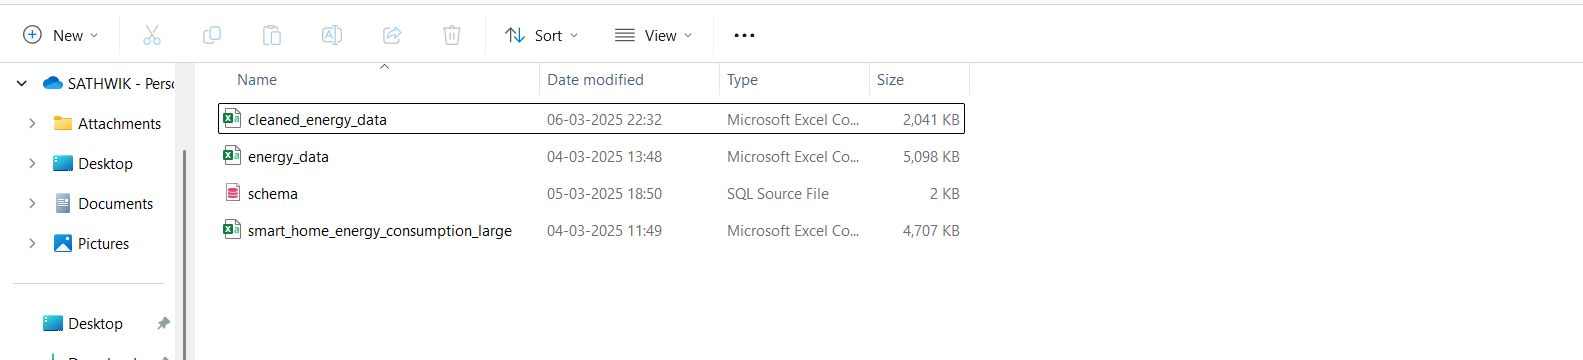 New Sort View
SATHWIK - Perso
Name Date modified Type Size
Attachments
cleaned_energy_data 06-03-2025 22:32 Microsoft Excel Co... 2,041 KB
energy_data 04-03-2025 13:48 Microsoft Excel Co... 5,098 KB
Desktop
schema 05-03-2025 18:50 SQL Source File 2 KB
Documents
smart_home_energy_consumption_large 04-03-2025 11:49 Microsoft Excel Co... 4,707 KB
Pictures
Desktop